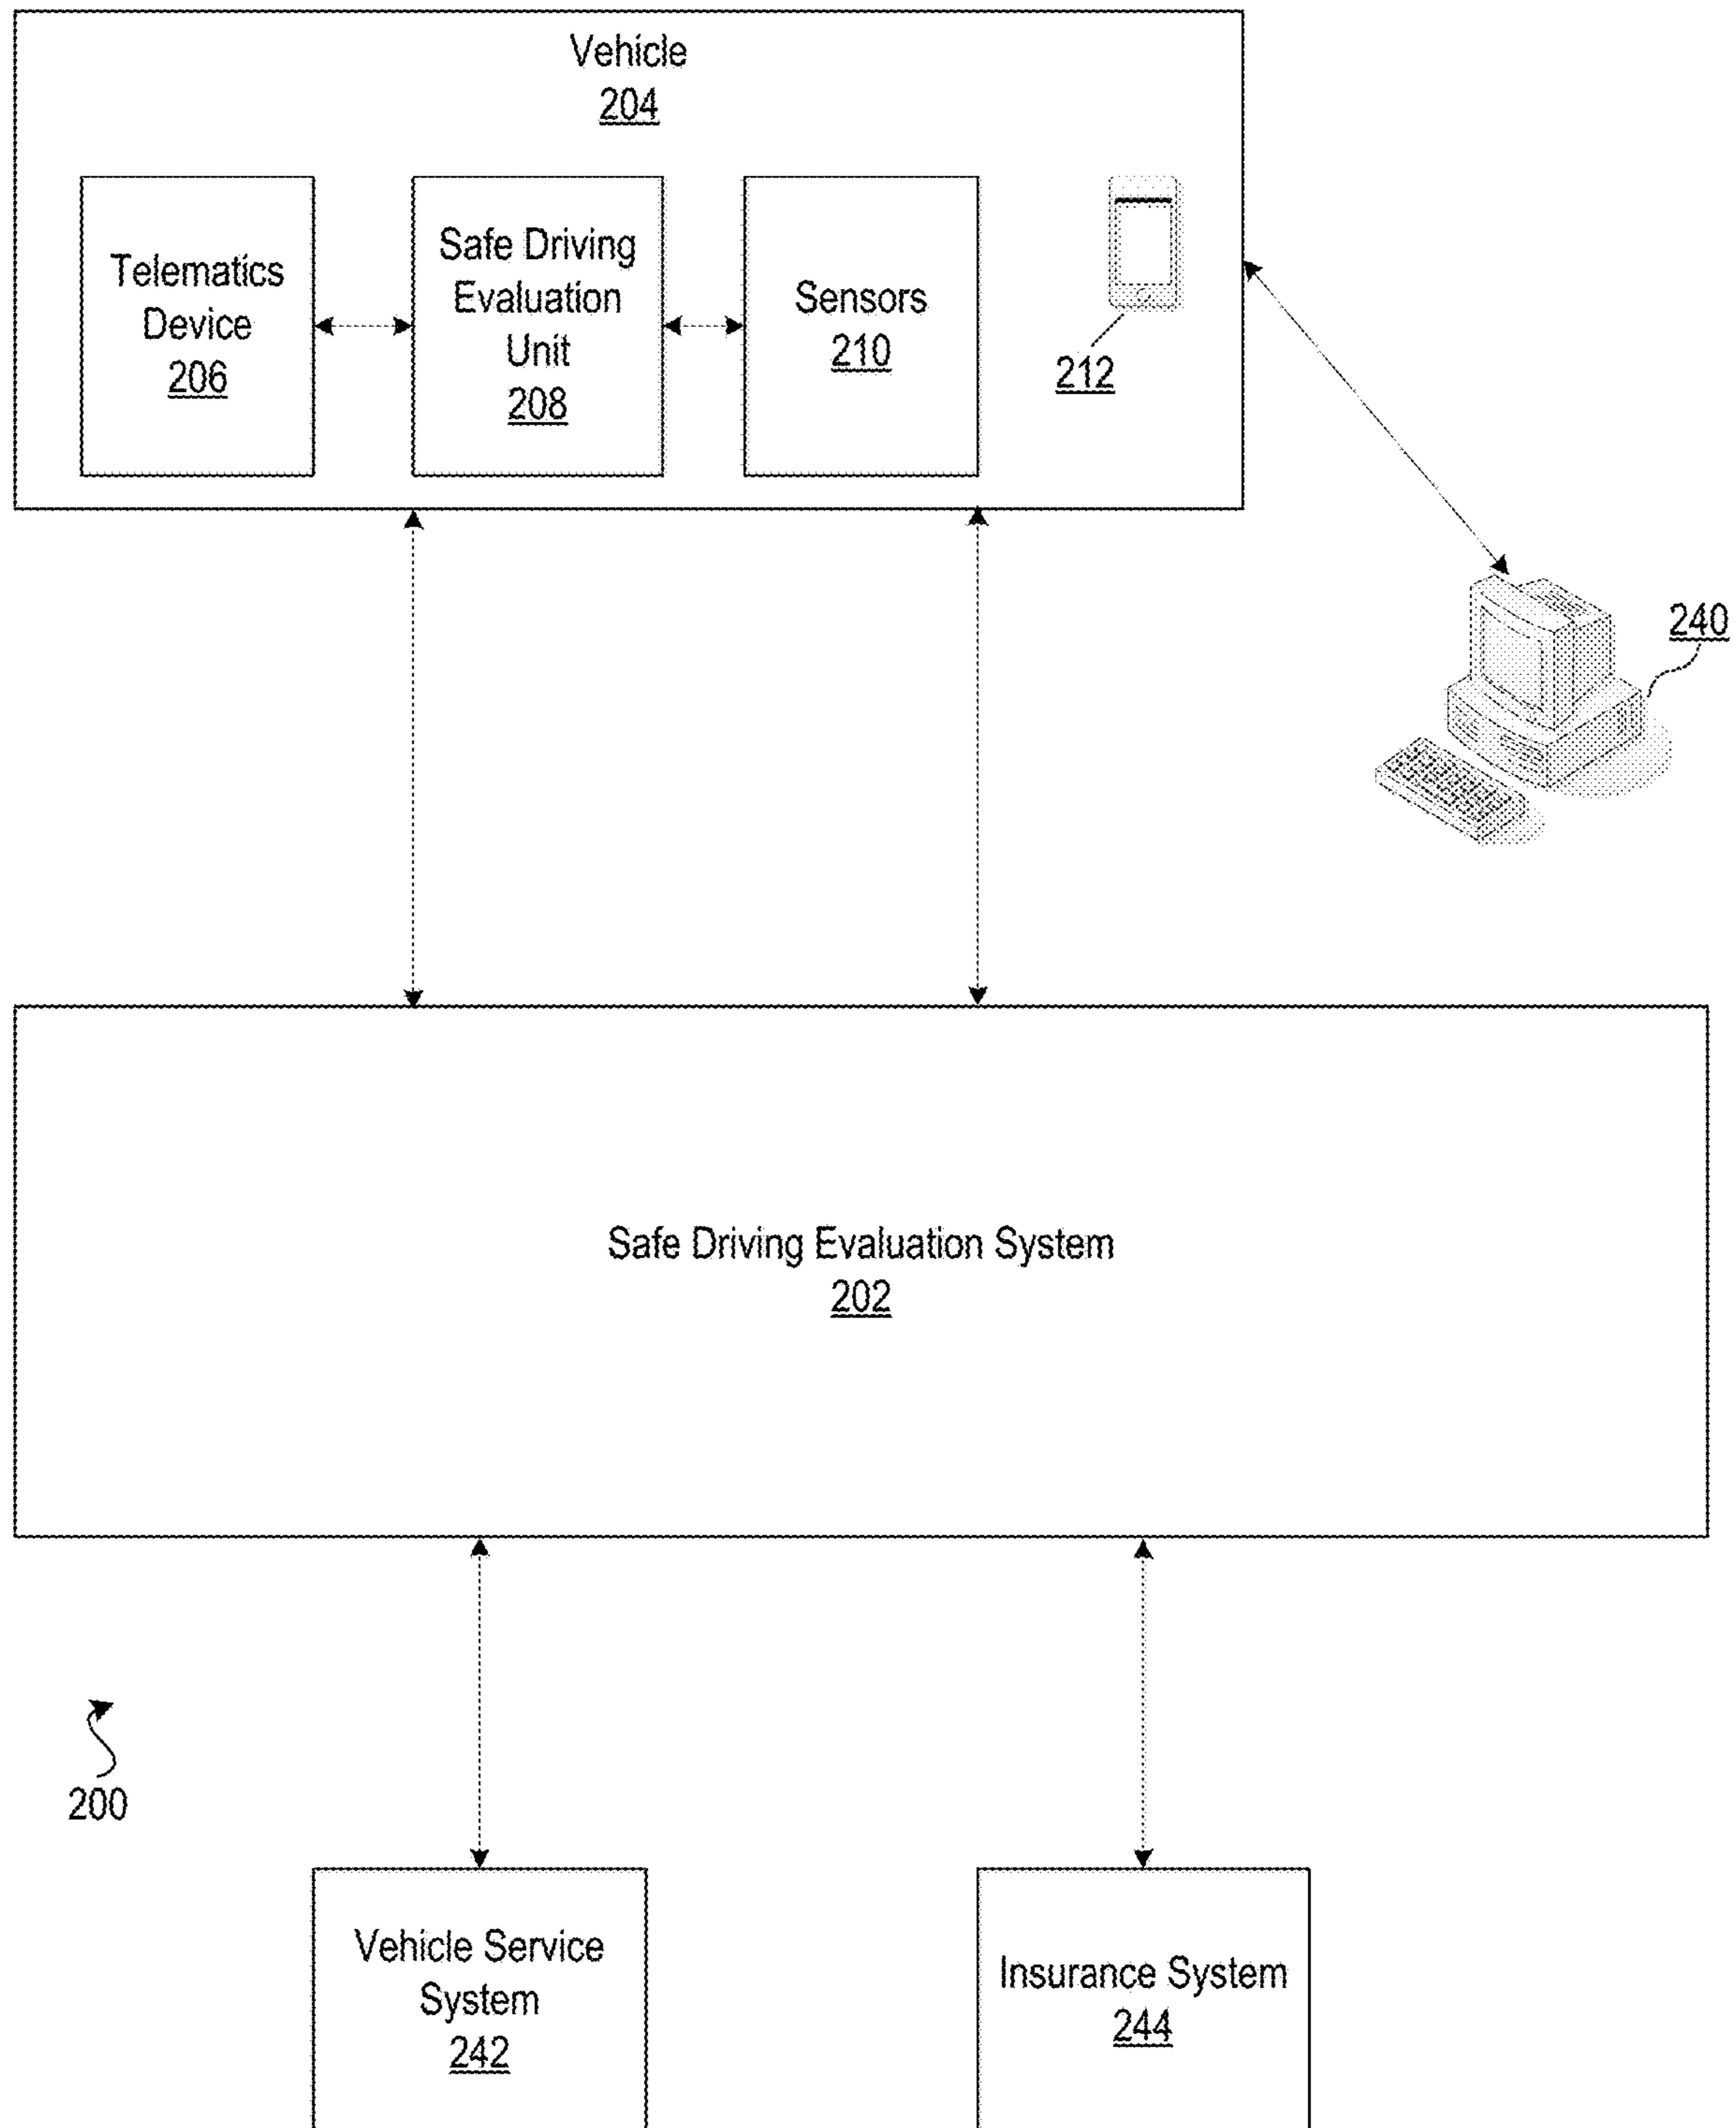 Vehicle
204
Telematics
Device
206
Safe Driving
Evaluation
Unit
208
Sensors
210
212
240
Safe Driving Evaluation System
202
200
Vehicle Service
System
242
Insurance System
244